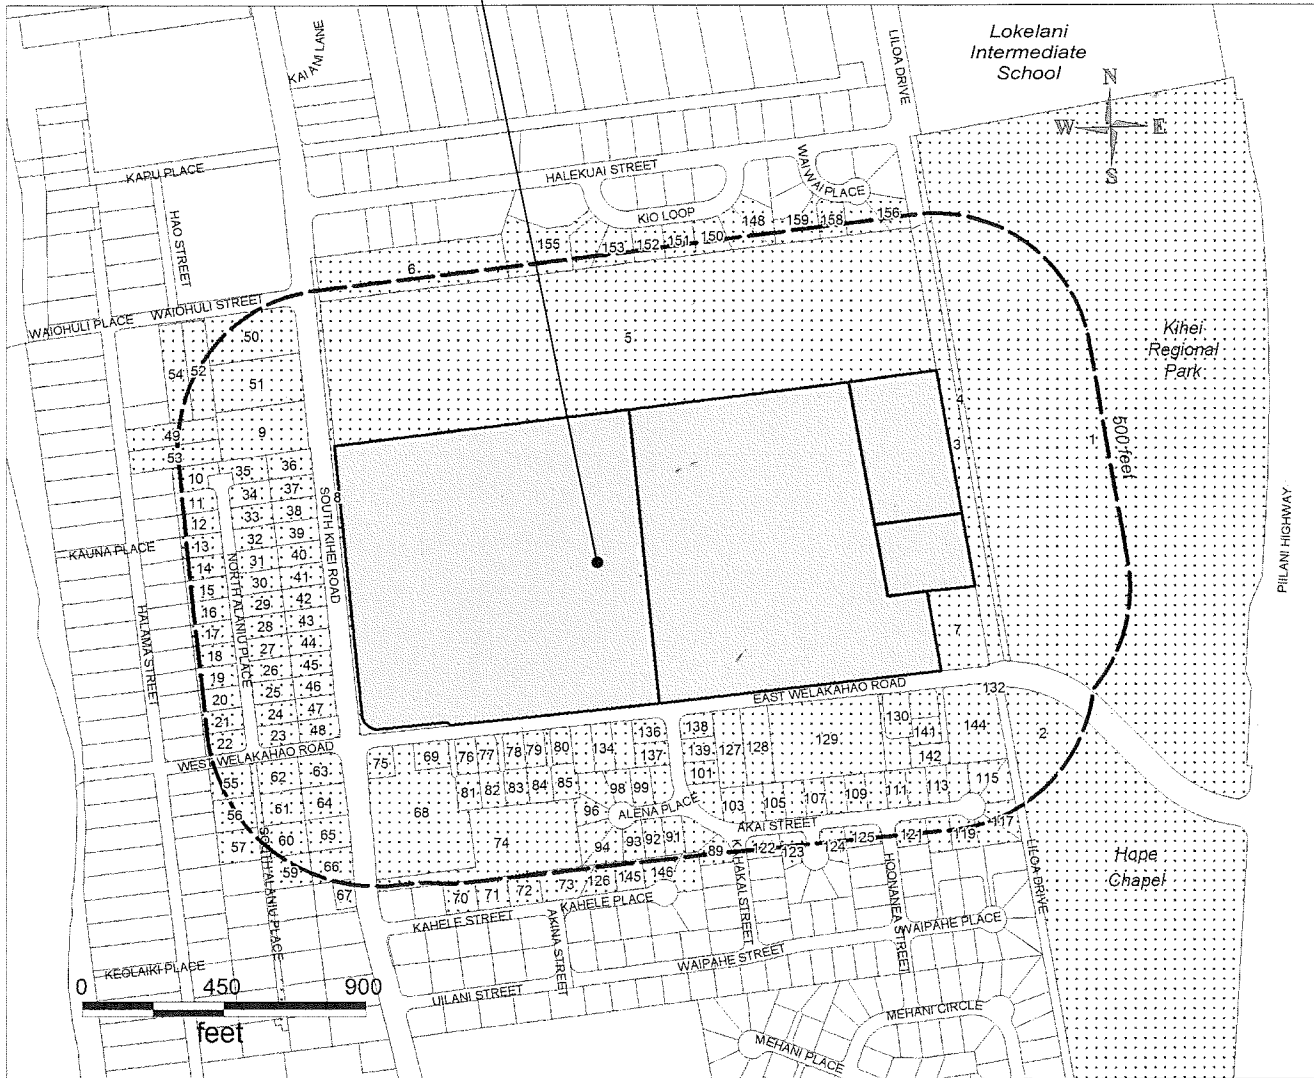 Lokelani
Intermediate
School
N
W E
S
KAI ANI LANE
LILOA DRIVE
KAPU PLACE
HALEKUAI STREET
WAI WAI PLACE
HAO STREET
KIO LOOP
155
153
152
151
150
148
159
158
156
6
WAIOHULI PLACE
WAIOHULI STREET
50
5
54
52
51
Kihei
Regional
Park
9
49
53
4
3
1
500 feet
10
35
36
8
SOUTH KIHEI ROAD
11
34
37
12
33
38
KAUNA PLACE
13
32
39
14
31
40
15
30
41
16
29
42
17
28
43
18
27
44
19
26
45
20
25
46
21
24
47
22
23
48
NORTH ALANIU PLACE
HALAMA STREET
PIILANI HIGHWAY
7
EAST WELAKAHAO ROAD
132
WEST WELAKAHAO ROAD
55
62
63
56
61
64
57
60
65
59
66
67
SOUTH ALANIU PLACE
75
69
76
77
78
79
80
134
136
137
138
139
101
127
128
129
130
141
142
144
2
68
81
82
83
84
85
98
99
96
ALENA PLACE
103
105
107
109
111
113
115
117
74
94
93
92
91
AKAI STREET
89
122
123
124
125
121
119
70
71
72
73
126
145
146
KAHELE STREET
KAHELE PLACE
AKINA STREET
KAHAKAI STREET
HOONANEA STREET
WAIPAHE PLACE
WAIPAHE STREET
LILOA DRIVE
Hope
Chapel
KEOLAIKI PLACE
UILANI STREET
MEHANI CIRCLE
MEHANI PLACE
0 450 900
feet